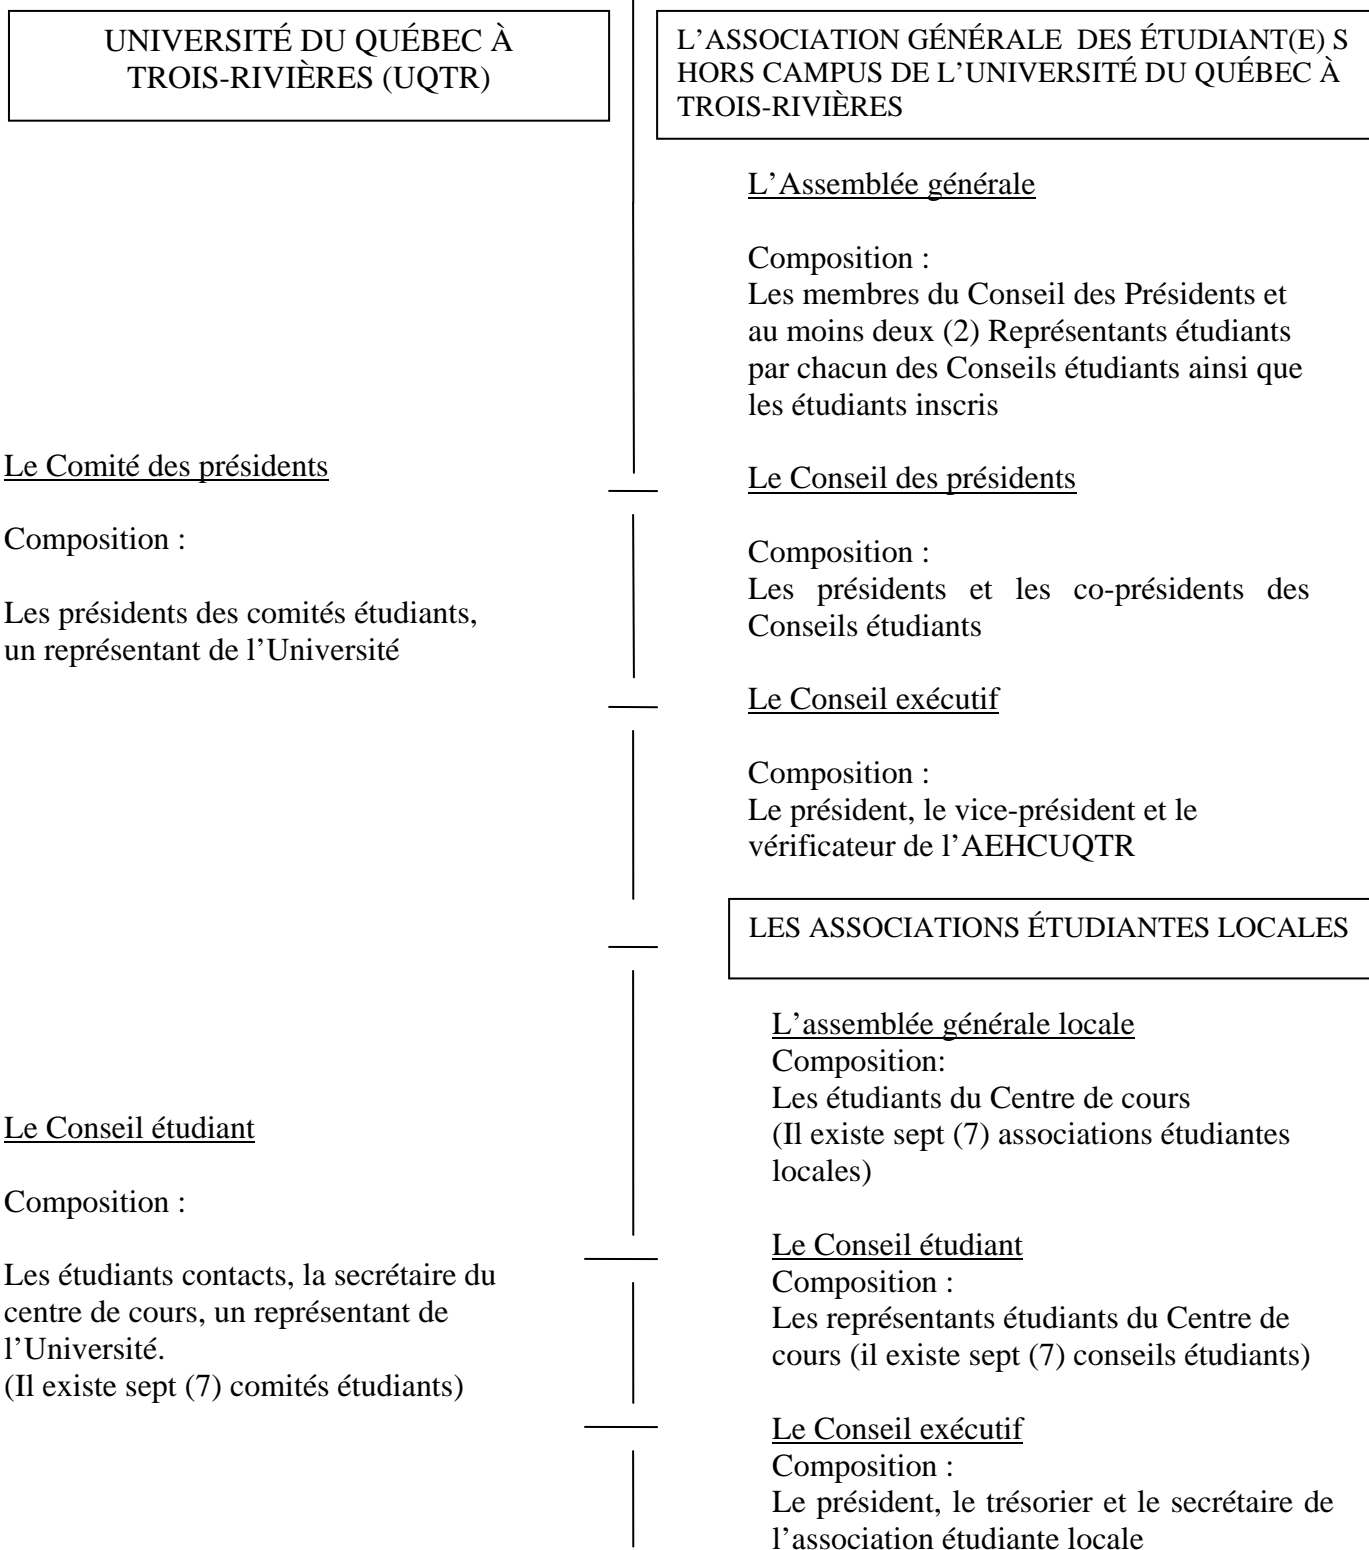 UNIVERSITÉ DU QUÉBEC À
TROIS-RIVIÈRES (UQTR)
Le Comité des présidents
Composition :
Les présidents des comités étudiants,
un représentant de l’Université
Le Conseil étudiant
Composition :
Les étudiants contacts, la secrétaire du
centre de cours, un représentant de
l’Université.
(Il existe sept (7) comités étudiants)
L’ASSOCIATION GÉNÉRALE DES ÉTUDIANT(E) S
HORS CAMPUS DE L’UNIVERSITÉ DU QUÉBEC À
TROIS-RIVIÈRES
L’Assemblée générale
Composition :
Les membres du Conseil des Présidents et
au moins deux (2) Représentants étudiants
par chacun des Conseils étudiants ainsi que
les étudiants inscris
Le Conseil des présidents
Composition :
Les présidents et les co-présidents des
Conseils étudiants
Le Conseil exécutif
Composition :
Le président, le vice-président et le
vérificateur de l’AEHCUQTR
LES ASSOCIATIONS ÉTUDIANTES LOCALES
L’assemblée générale locale
Composition:
Les étudiants du Centre de cours
(Il existe sept (7) associations étudiantes
locales)
Le Conseil étudiant
Composition :
Les représentants étudiants du Centre de
cours (il existe sept (7) conseils étudiants)
Le Conseil exécutif
Composition :
Le président, le trésorier et le secrétaire de
l’association étudiante locale